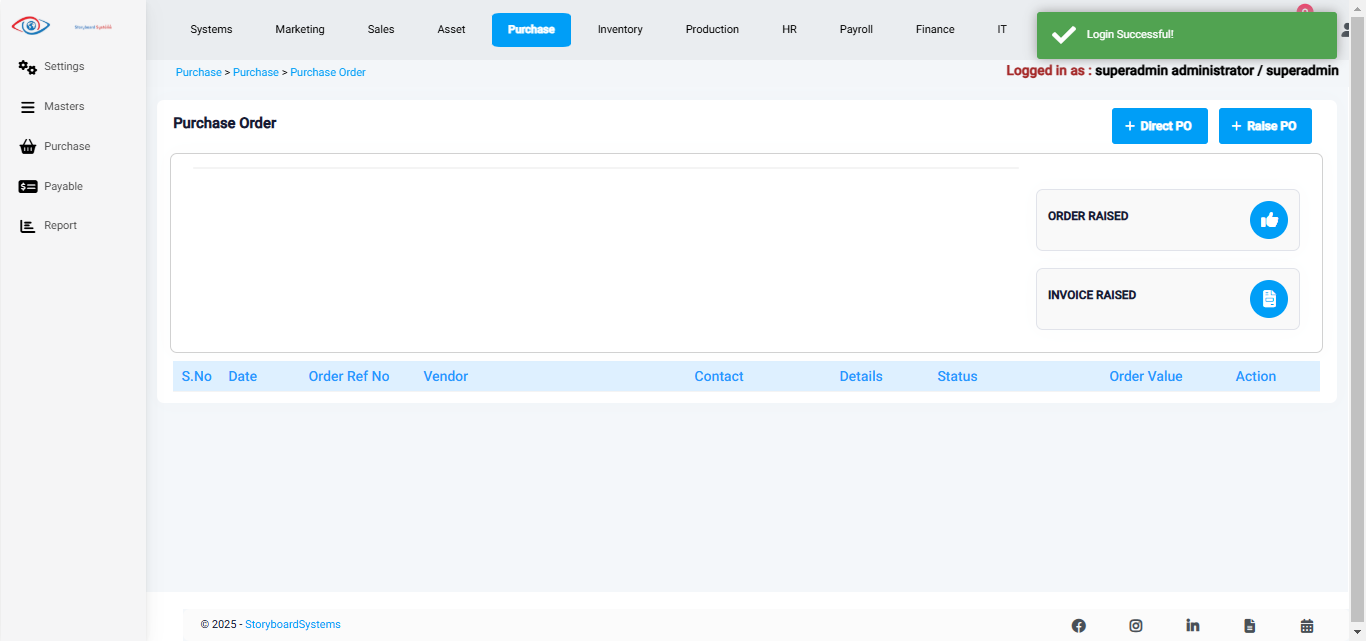 Storyboard Systems
Systems Marketing Sales Asset Purchase Inventory Production HR Payroll Finance IT
Login Successful!
Settings
Masters
Purchase
Payable
Report
Purchase > Purchase > Purchase Order
Logged in as : superadmin administrator / superadmin
Purchase Order
+ Direct PO
+ Raise PO
ORDER RAISED
INVOICE RAISED
S.No Date Order Ref No Vendor Contact Details Status Order Value Action
© 2025 - StoryboardSystems